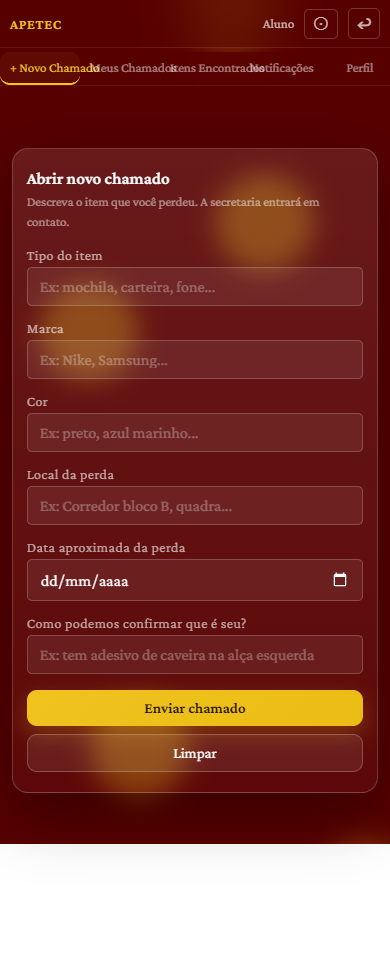 APETEC
Aluno
+ Novo Chamado
Meus Chamados
Itens Encontrados
Notificações
Perfil
Abrir novo chamado
Descreva o item que você perdeu. A secretaria entrará em
contato.
Tipo do item
Ex: mochila, carteira, fone...
Marca
Ex: Nike, Samsung...
Cor
Ex: preto, azul marinho...
Local da perda
Ex: Corredor bloco B, quadra...
Data aproximada da perda
dd/mm/aaaa
Como podemos confirmar que é seu?
Ex: tem adesivo de caveira na alça esquerda
Enviar chamado
Limpar